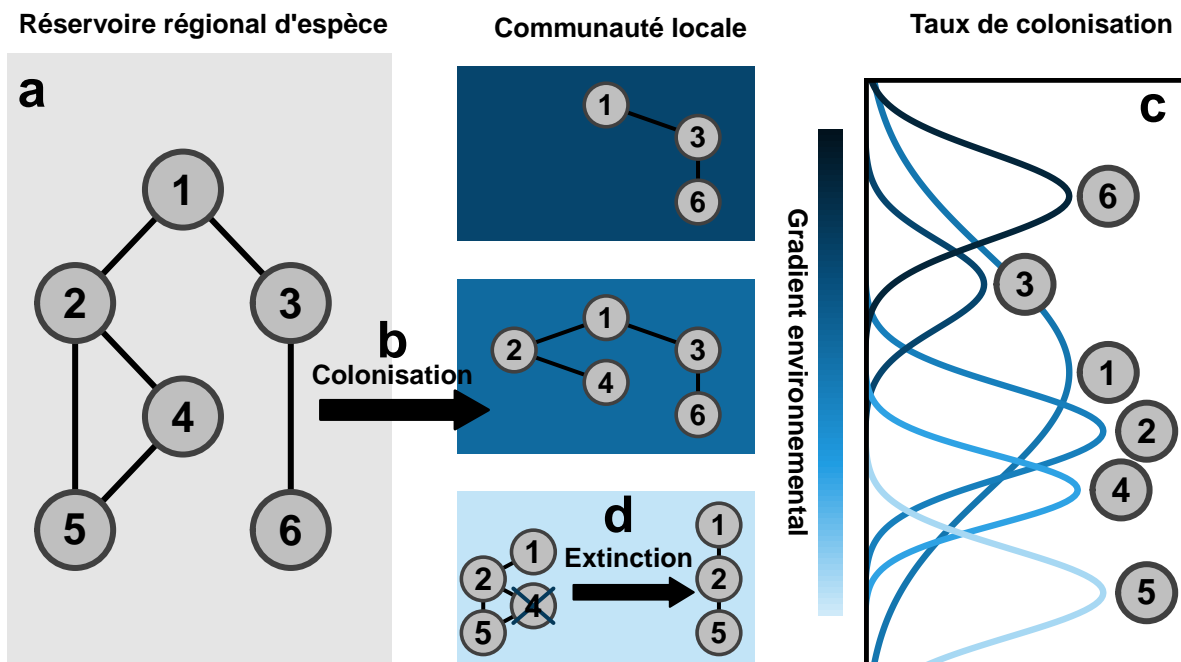 Réservoire régional d'espèce
Communauté locale
Taux de colonisation
a
1
2
3
4
5
6
b
Colonisation
1
3
6
1
2
3
4
6
d
Extinction
1
2
4
5
1
2
5
Gradient environnemental
c
6
3
1
2
4
5